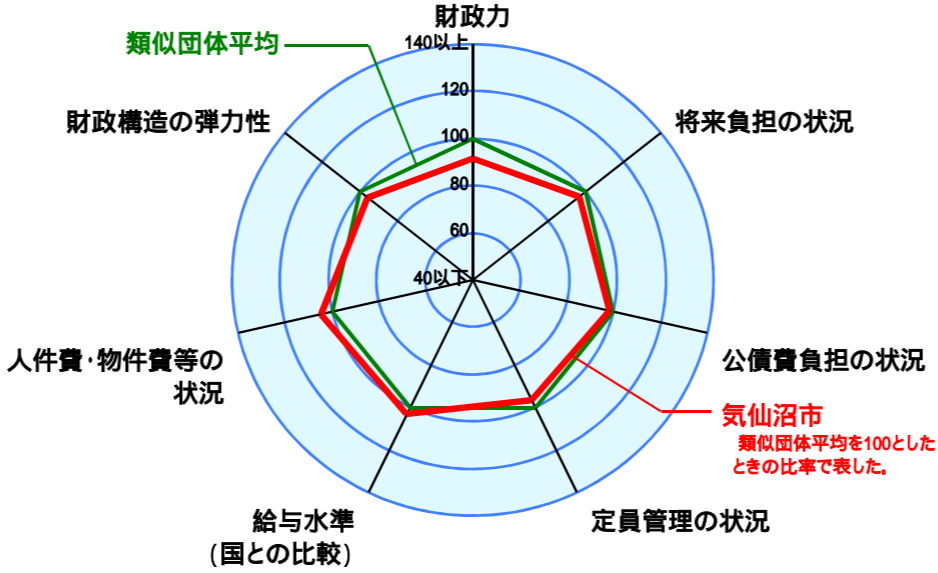 財政力
類似団体平均
140以上
120
財政構造の弾力性
将来負担の状況
100
80
60
40以下
人件費・物件費等の
状況
公債費負担の状況
気仙沼市
類似団体平均を100とした
ときの比率で表した。
給与水準
(国との比較)
定員管理の状況